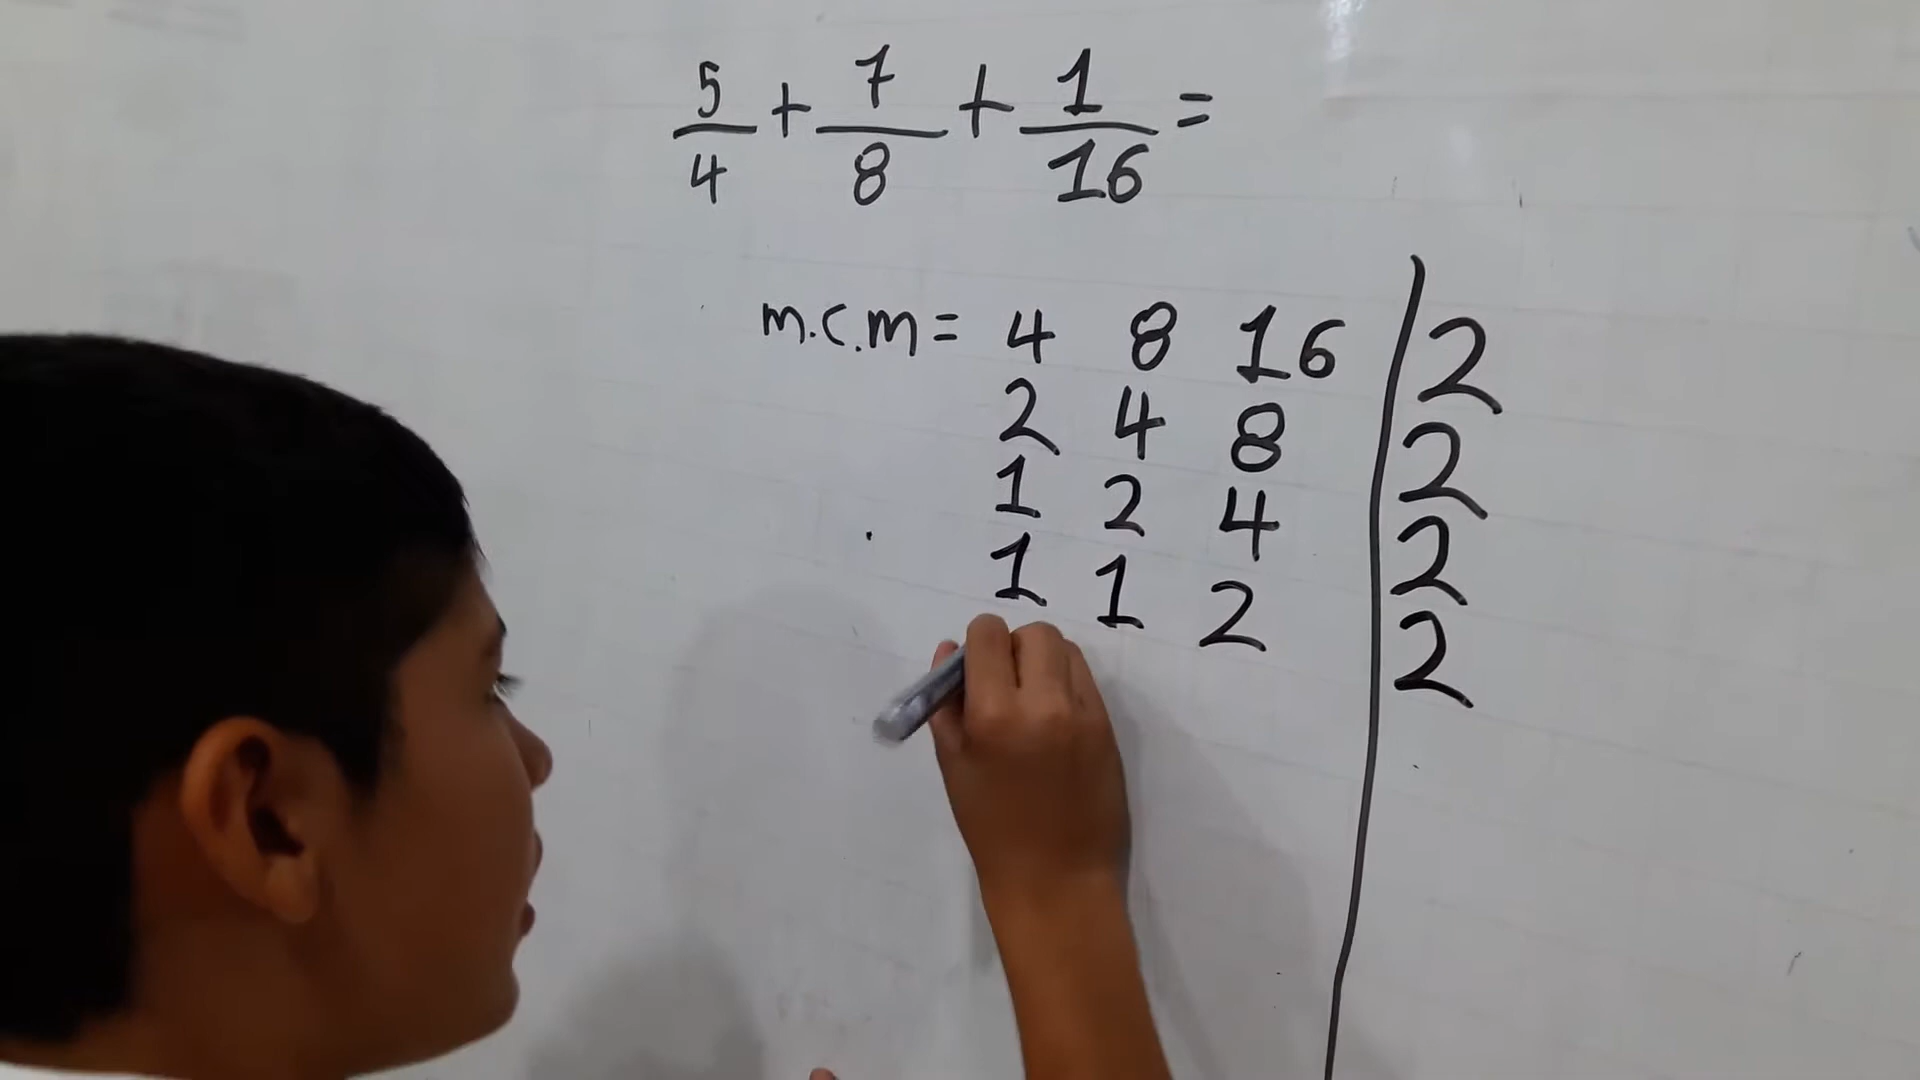 5/4 + 7/8 + 1/16 =
m.c.m = 4 8 16 | 2
2 4 8 | 2
1 2 4 | 2
1 1 2 | 2